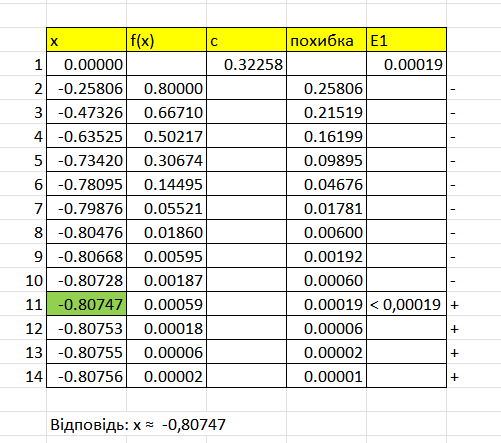 x f(x) c похибка E1
1 0.00000 0.32258 0.00019
2 -0.25806 0.80000 0.25806 -
3 -0.47326 0.66710 0.21519 -
4 -0.63525 0.50217 0.16199 -
5 -0.73420 0.30674 0.09895 -
6 -0.78095 0.14495 0.04676 -
7 -0.79876 0.05521 0.01781 -
8 -0.80476 0.01860 0.00600 -
9 -0.80668 0.00595 0.00192 -
10 -0.80728 0.00187 0.00060 -
11 -0.80747 0.00059 0.00019 < 0,00019 +
12 -0.80753 0.00018 0.00006 +
13 -0.80755 0.00006 0.00002 +
14 -0.80756 0.00002 0.00001 +
Відповідь: x ≈ -0,80747